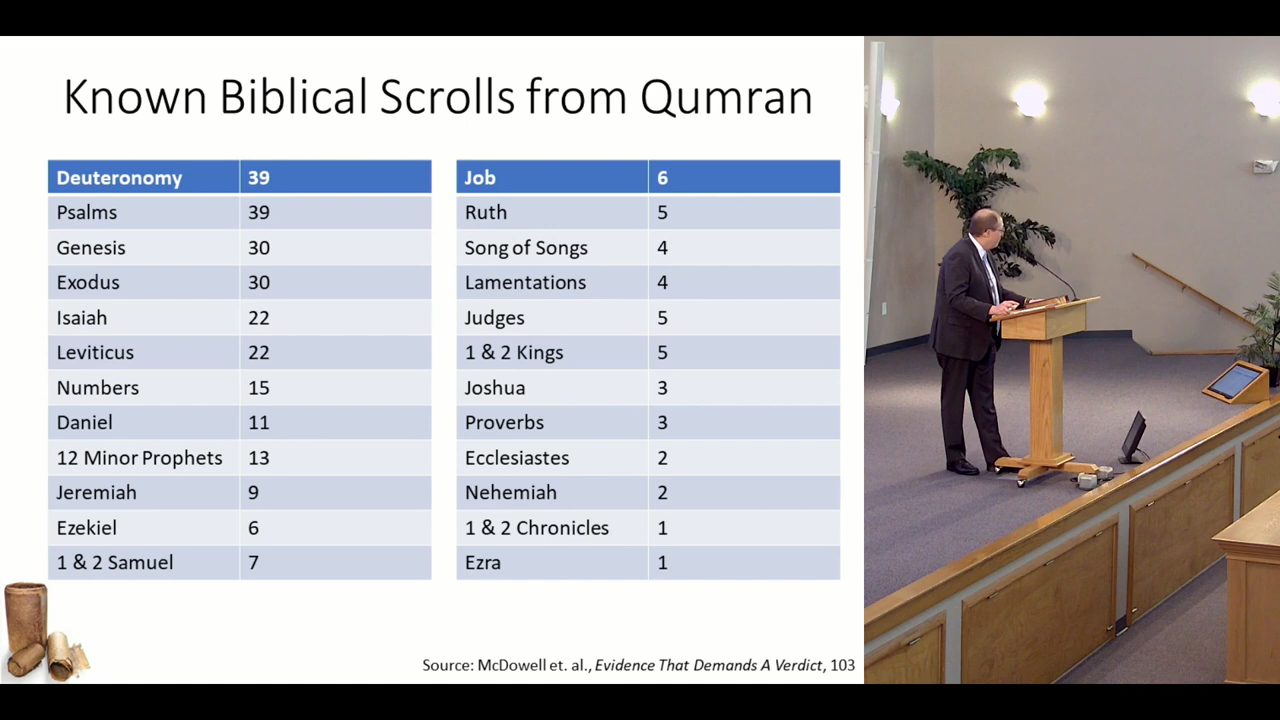 Known Biblical Scrolls from Qumran
Deuteronomy 39
Psalms 39
Genesis 30
Exodus 30
Isaiah 22
Leviticus 22
Numbers 15
Daniel 11
12 Minor Prophets 13
Jeremiah 9
Ezekiel 6
1 & 2 Samuel 7
Job 6
Ruth 5
Song of Songs 4
Lamentations 4
Judges 5
1 & 2 Kings 5
Joshua 3
Proverbs 3
Ecclesiastes 2
Nehemiah 2
1 & 2 Chronicles 1
Ezra 1
Source: McDowell et. al., Evidence That Demands A Verdict, 103